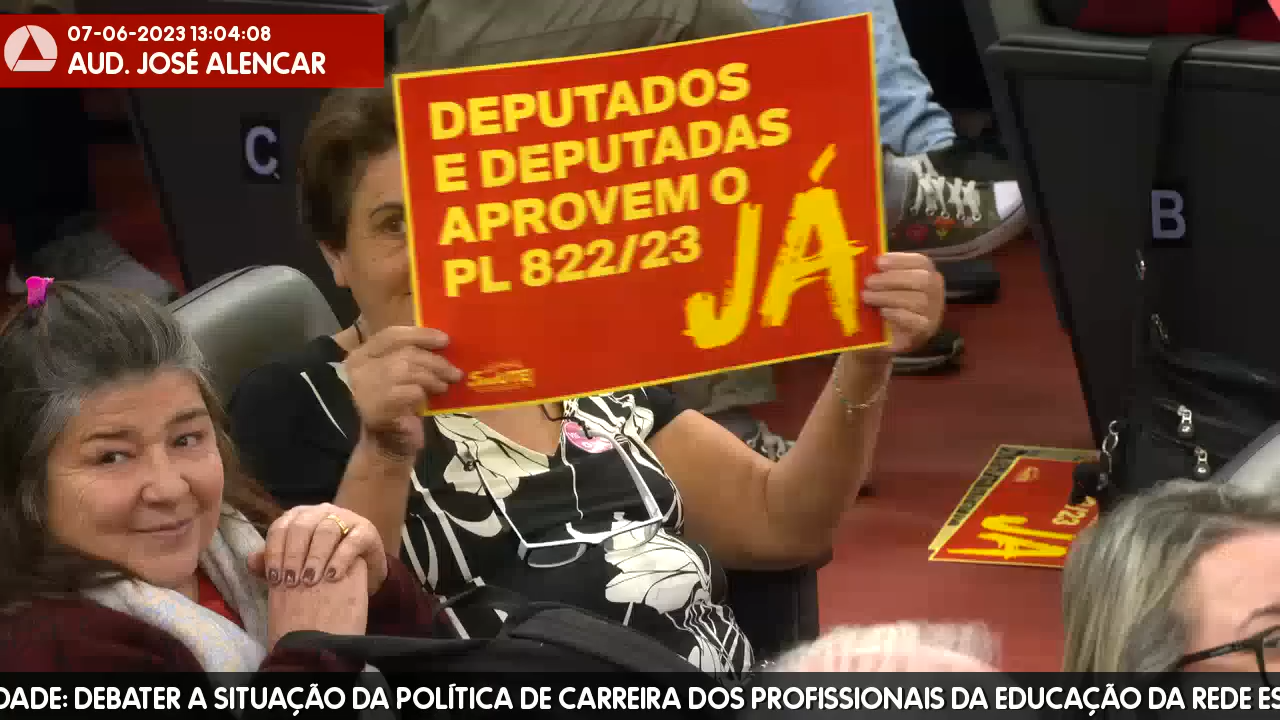 07-06-2023 13:04:08
AUD. JOSÉ ALENCAR
C
B
DEPUTADOS
E DEPUTADAS
APROVEM O
PL 822/23
JÁ
JÁ
DADE: DEBATER A SITUAÇÃO DA POLÍTICA DE CARREIRA DOS PROFISSIONAIS DA EDUCAÇÃO DA REDE ES